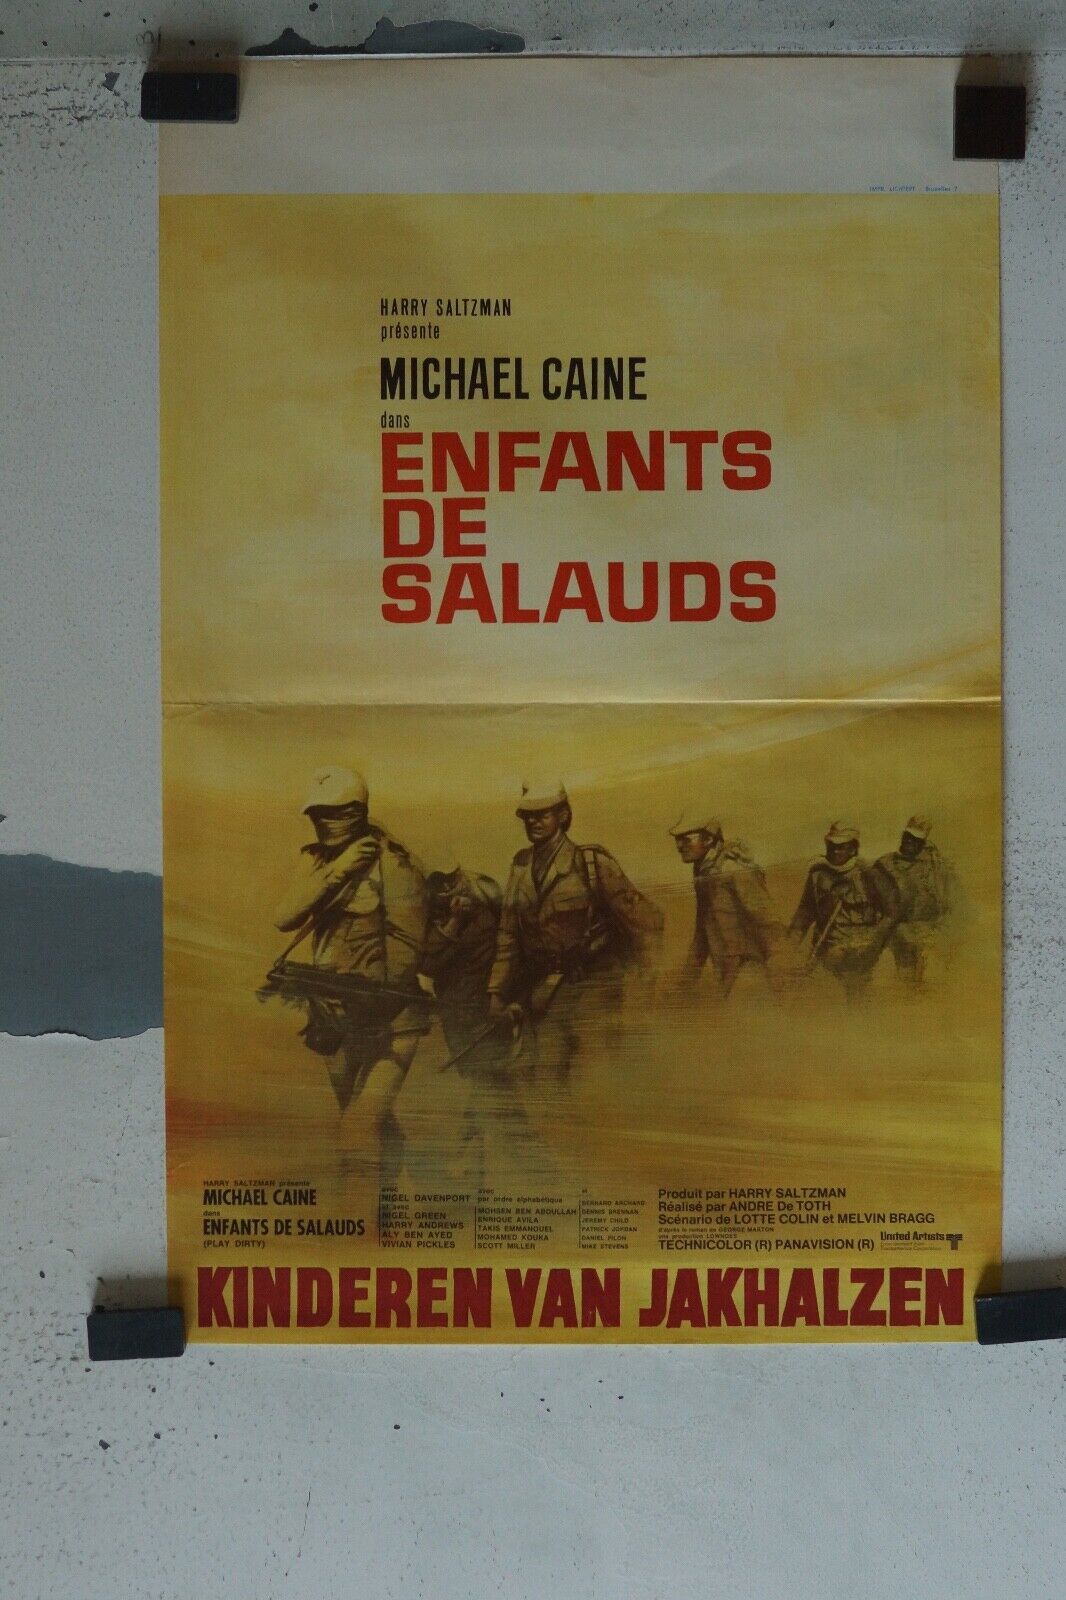 IMPR. LICHTERT Bruxelles 7
HARRY SALTZMAN
présente
MICHAEL CAINE
dans
ENFANTS
DE
SALAUDS
HARRY SALTZMAN présente
MICHAEL CAINE
dans
ENFANTS DE SALAUDS
(PLAY DIRTY)
avec
NIGEL DAVENPORT
et avec
NIGEL GREEN
HARRY ANDREWS
ALY BEN AYED
VIVIAN PICKLES
avec
par ordre alphabétique
MOHSEN BEN ABDULLAH
ENRIQUE AVILA
TAKIS EMMANOUEL
MOHAMED KOUKA
SCOTT MILLER
et
BERNARD ARCHARD
DENNIS BRENNAN
JEREMY CHILD
PATRICK JORDAN
DANIEL PILON
MIKE STEVENS
Produit par HARRY SALTZMAN
Réalisé par ANDRE De TOTH
Scénario de LOTTE COLIN et MELVIN BRAGG
d'après le roman de GEORGE MARTON
une production LOWNDES
TECHNICOLOR (R) PANAVISION (R)
United Artists
KINDEREN VAN JAKHALZEN